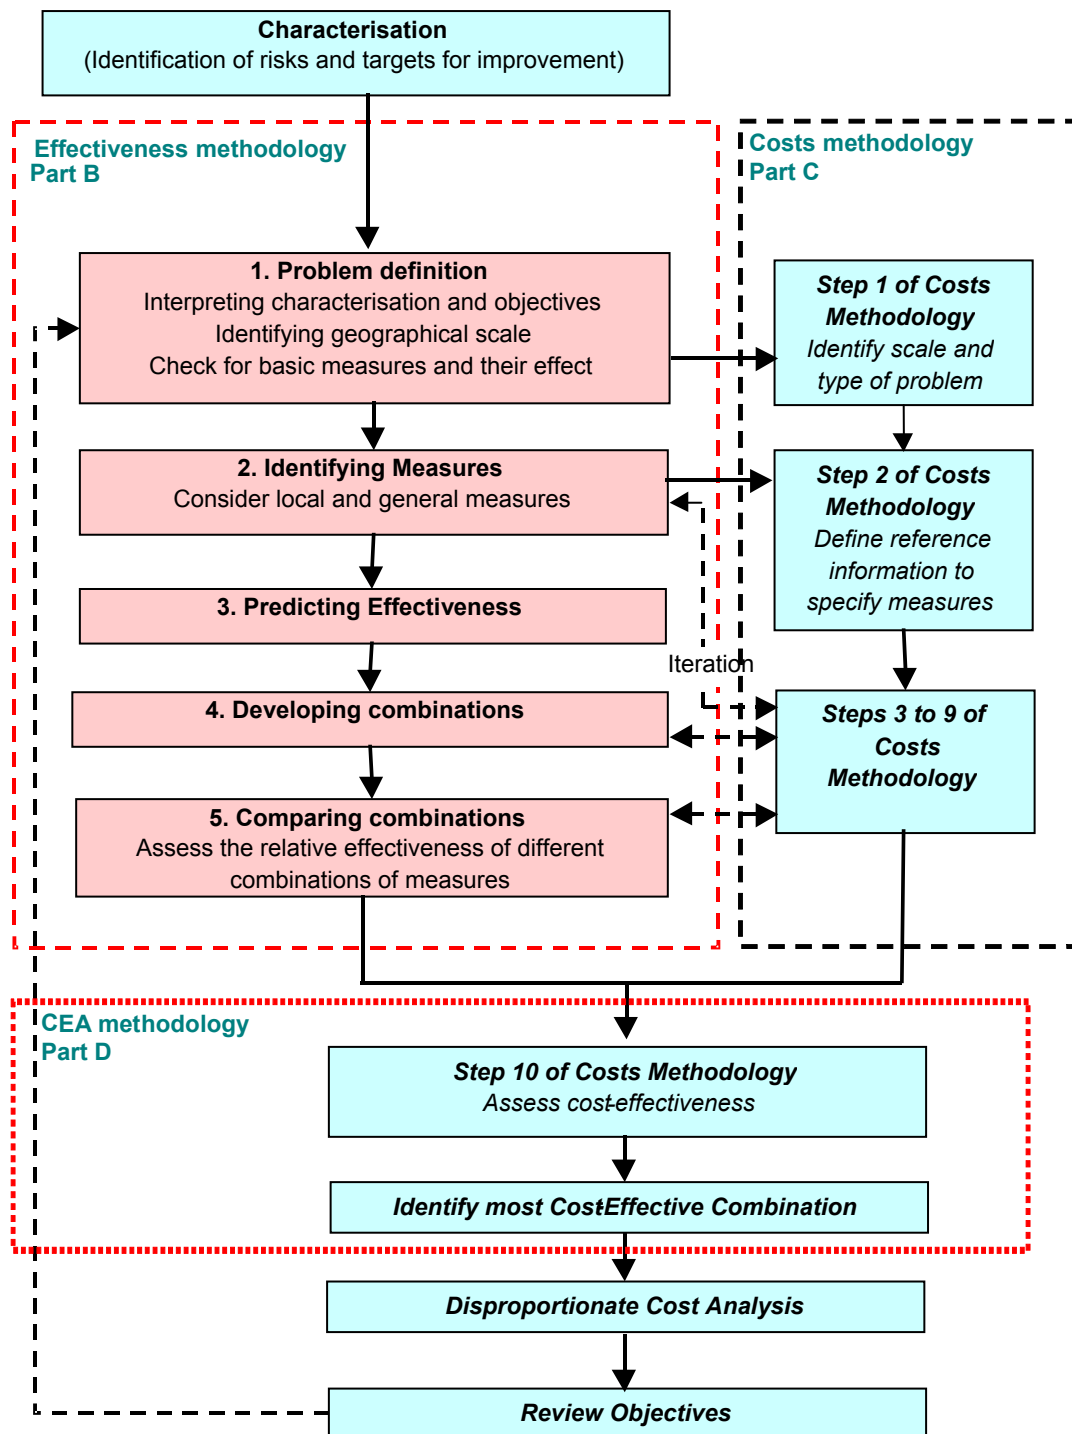 Characterisation
(Identification of risks and targets for improvement)
Effectiveness methodology
Part B
Costs methodology
Part C
1. Problem definition
Interpreting characterisation and objectives
Identifying geographical scale
Check for basic measures and their effect
Step 1 of Costs
Methodology
Identify scale and
type of problem
2. Identifying Measures
Consider local and general measures
Step 2 of Costs
Methodology
Define reference
information to
specify measures
3. Predicting Effectiveness
Iteration
4. Developing combinations
Steps 3 to 9 of
Costs
Methodology
5. Comparing combinations
Assess the relative effectiveness of different
combinations of measures
CEA methodology
Part D
Step 10 of Costs Methodology
Assess cost-effectiveness
Identify most Cost-Effective Combination
Disproportionate Cost Analysis
Review Objectives